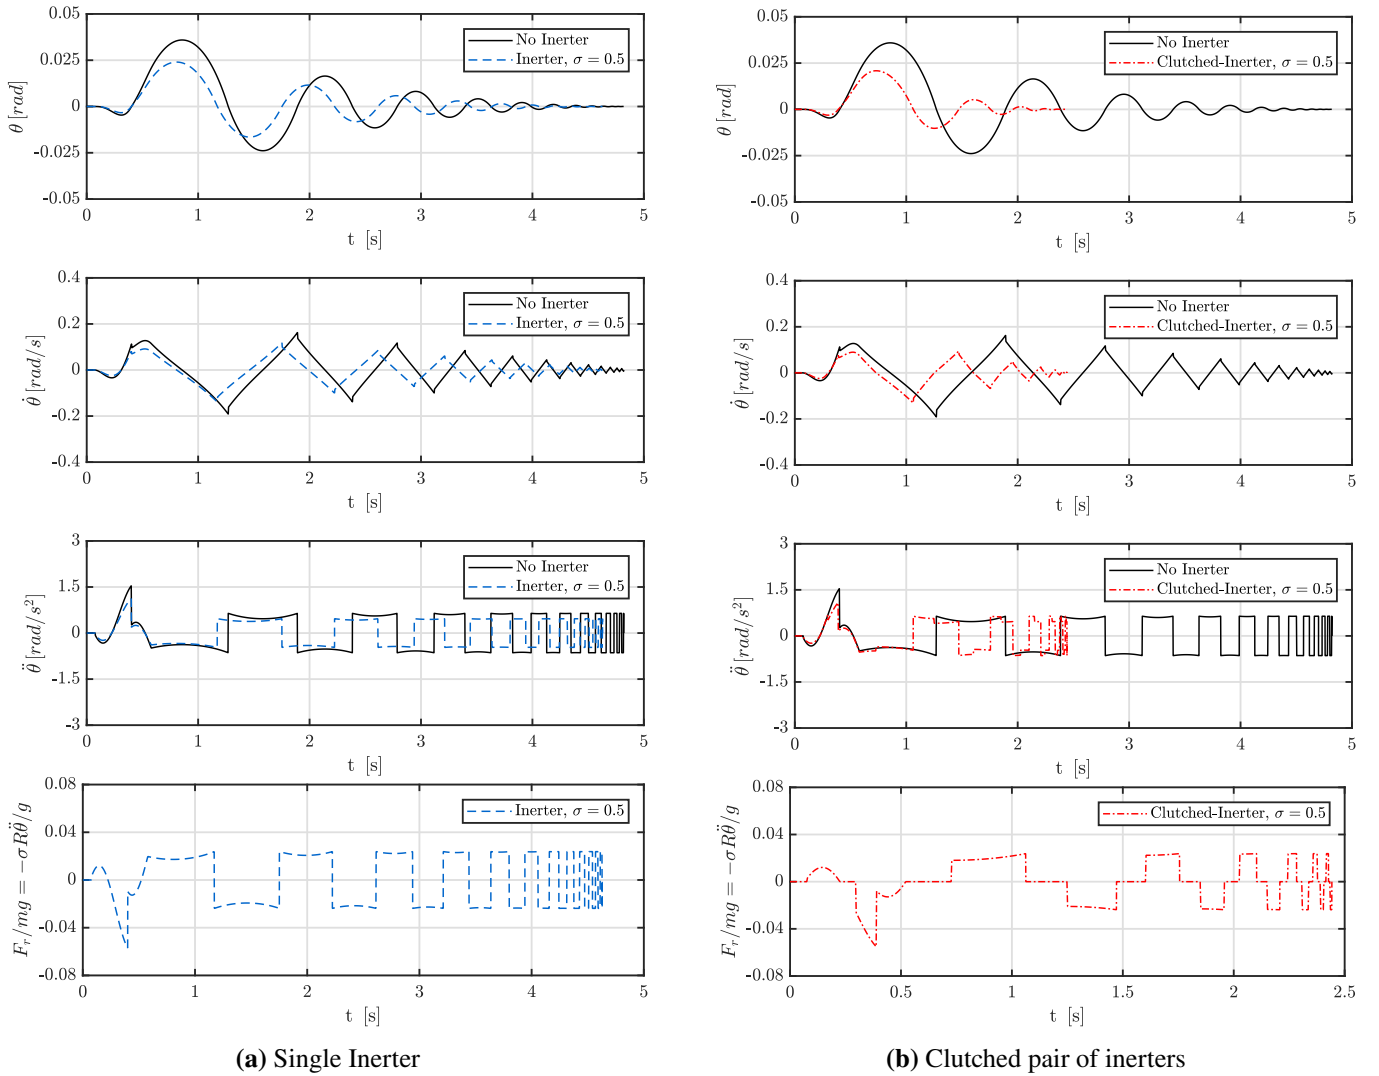 0.05
0.025
0
-0.025
-0.05
θ [rad]
No Inerter
Inerter, σ = 0.5
0 1 2 3 4 5
t [s]
0.4
0.2
0
-0.2
-0.4
θ̇ [rad/s]
No Inerter
Inerter, σ = 0.5
0 1 2 3 4 5
t [s]
3
1.5
0
-1.5
-3
θ̈ [rad/s²]
No Inerter
Inerter, σ = 0.5
0 1 2 3 4 5
t [s]
0.08
0.04
0
-0.04
-0.08
F_r/mg = −σRθ̈/g
Inerter, σ = 0.5
0 1 2 3 4 5
t [s]
(a) Single Inerter
0.05
0.025
0
-0.025
-0.05
θ [rad]
No Inerter
Clutched-Inerter, σ = 0.5
0 1 2 3 4 5
t [s]
0.4
0.2
0
-0.2
-0.4
θ̇ [rad/s]
No Inerter
Clutched-Inerter, σ = 0.5
0 1 2 3 4 5
t [s]
3
1.5
0
-1.5
-3
θ̈ [rad/s²]
No Inerter
Clutched-Inerter, σ = 0.5
0 1 2 3 4 5
t [s]
0.08
0.04
0
-0.04
-0.08
F_r/mg = −σRθ̈/g
Clutched-Inerter, σ = 0.5
0 0.5 1 1.5 2 2.5
t [s]
(b) Clutched pair of inerters